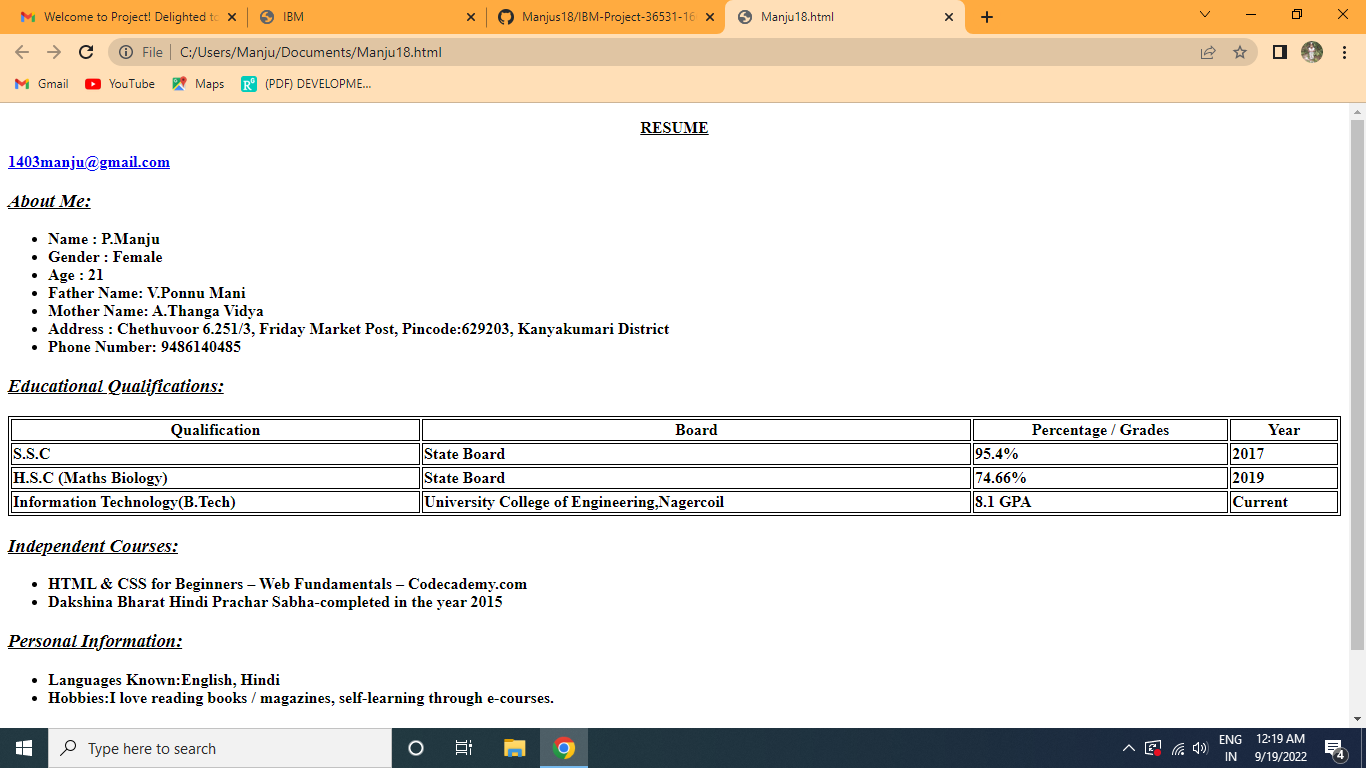 Welcome to Project! Delighted to
IBM
Manjus18/IBM-Project-36531-16
Manju18.html
File
C:/Users/Manju/Documents/Manju18.html
Gmail
YouTube
Maps
(PDF) DEVELOPME...
RESUME
1403manju@gmail.com
About Me:
• Name : P.Manju
• Gender : Female
• Age : 21
• Father Name: V.Ponnu Mani
• Mother Name: A.Thanga Vidya
• Address : Chethuvoor 6.251/3, Friday Market Post, Pincode:629203, Kanyakumari District
• Phone Number: 9486140485
Educational Qualifications:
Qualification Board Percentage / Grades Year
S.S.C State Board 95.4% 2017
H.S.C (Maths Biology) State Board 74.66% 2019
Information Technology(B.Tech) University College of Engineering,Nagercoil 8.1 GPA Current
Independent Courses:
• HTML & CSS for Beginners – Web Fundamentals – Codecademy.com
• Dakshina Bharat Hindi Prachar Sabha-completed in the year 2015
Personal Information:
• Languages Known:English, Hindi
• Hobbies:I love reading books / magazines, self-learning through e-courses.
Type here to search
ENG
IN
12:19 AM
9/19/2022
4